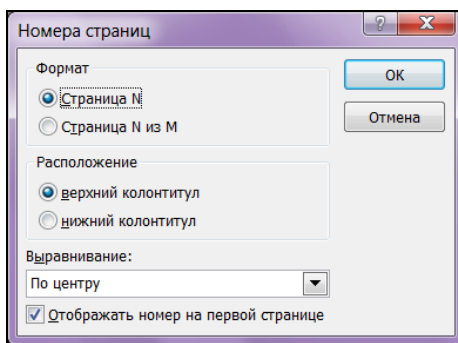 Номера страниц
Формат
Страница N
Страница N из M
Расположение
верхний колонтитул
нижний колонтитул
Выравнивание:
По центру
Отображать номер на первой странице
?
ОК
Отмена